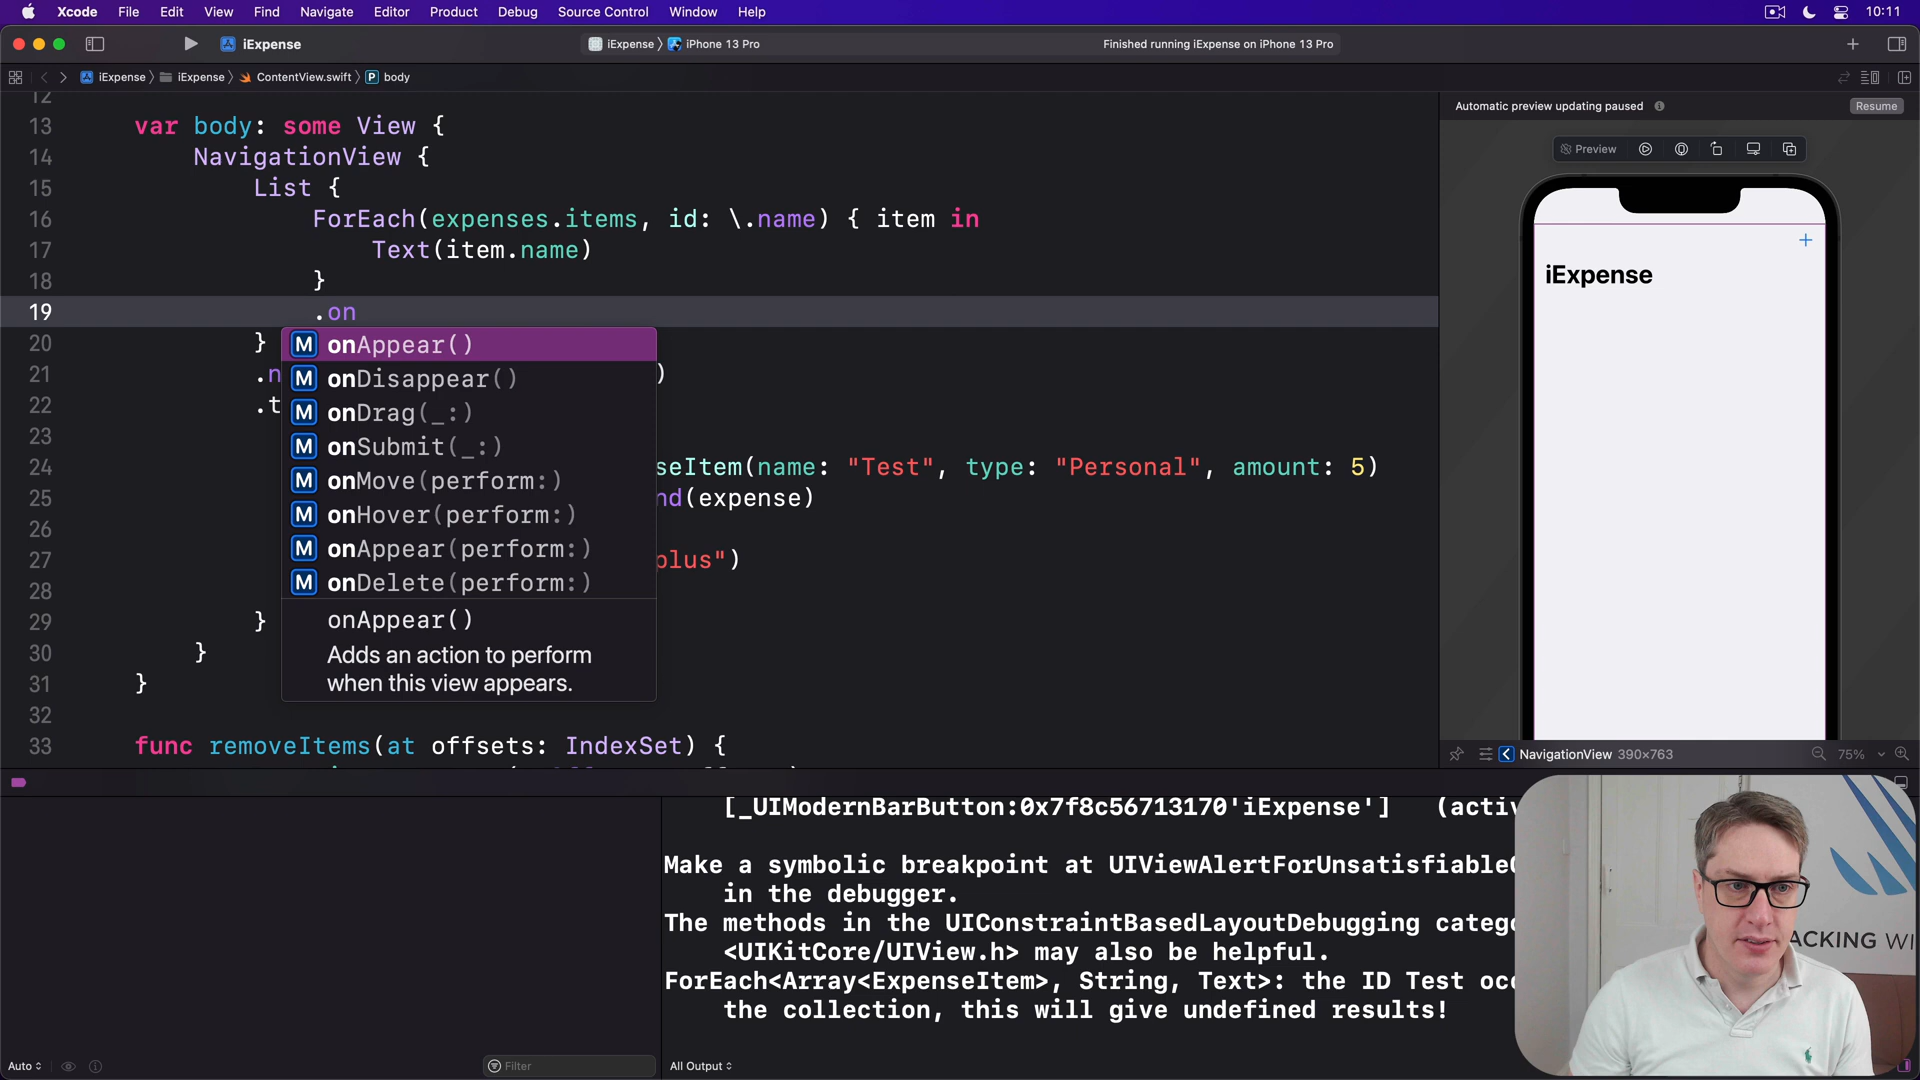 Xcode File Edit View Find Navigate Editor Product Debug Source Control Window Help 10:11
iExpense iExpense iPhone 13 Pro Finished running iExpense on iPhone 13 Pro
iExpense iExpense ContentView.swift P body
Automatic preview updating paused Resume
Preview
12
13 var body: some View {
14 NavigationView {
15 List {
16 ForEach(expenses.items, id: \.name) { item in
17 Text(item.name)
18 }
19 .on
20 }
21 .n )
22 .t
23
24 seItem(name: "Test", type: "Personal", amount: 5)
25 nd(expense)
26
27 plus")
28
29 }
30 }
31 }
32
33 func removeItems(at offsets: IndexSet) {
M onAppear()
M onDisappear()
M onDrag(_:)
M onSubmit(_:)
M onMove(perform:)
M onHover(perform:)
M onAppear(perform:)
M onDelete(perform:)
onAppear()
Adds an action to perform
when this view appears.
iExpense
NavigationView 390×763 75%
[_UIModernBarButton:0x7f8c56713170'iExpense'] (activ
Make a symbolic breakpoint at UIViewAlertForUnsatisfiableC
in the debugger.
The methods in the UIConstraintBasedLayoutDebugging catego
<UIKitCore/UIView.h> may also be helpful.
ForEach<Array<ExpenseItem>, String, Text>: the ID Test occ
the collection, this will give undefined results!
ACKING WI
Auto Filter All Output